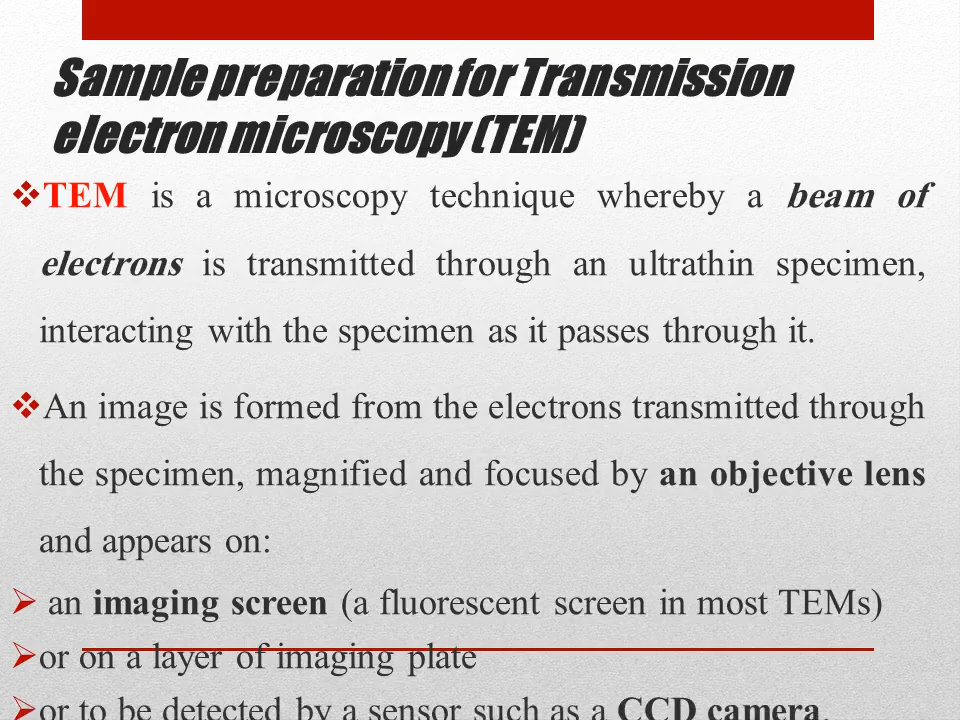 Sample preparation for Transmission
electron microscopy (TEM)
TEM is a microscopy technique whereby a beam of
electrons is transmitted through an ultrathin specimen,
interacting with the specimen as it passes through it.
An image is formed from the electrons transmitted through
the specimen, magnified and focused by an objective lens
and appears on:
an imaging screen (a fluorescent screen in most TEMs)
or on a layer of imaging plate
or to be detected by a sensor such as a CCD camera.